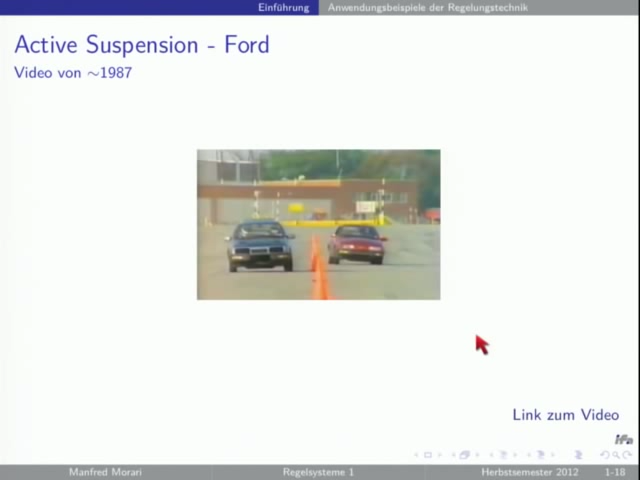 Einführung Anwendungsbeispiele der Regelungstechnik
Active Suspension - Ford
Video von ~1987
Link zum Video
ifa
Manfred Morari Regelsysteme 1 Herbstsemester 2012 1-18